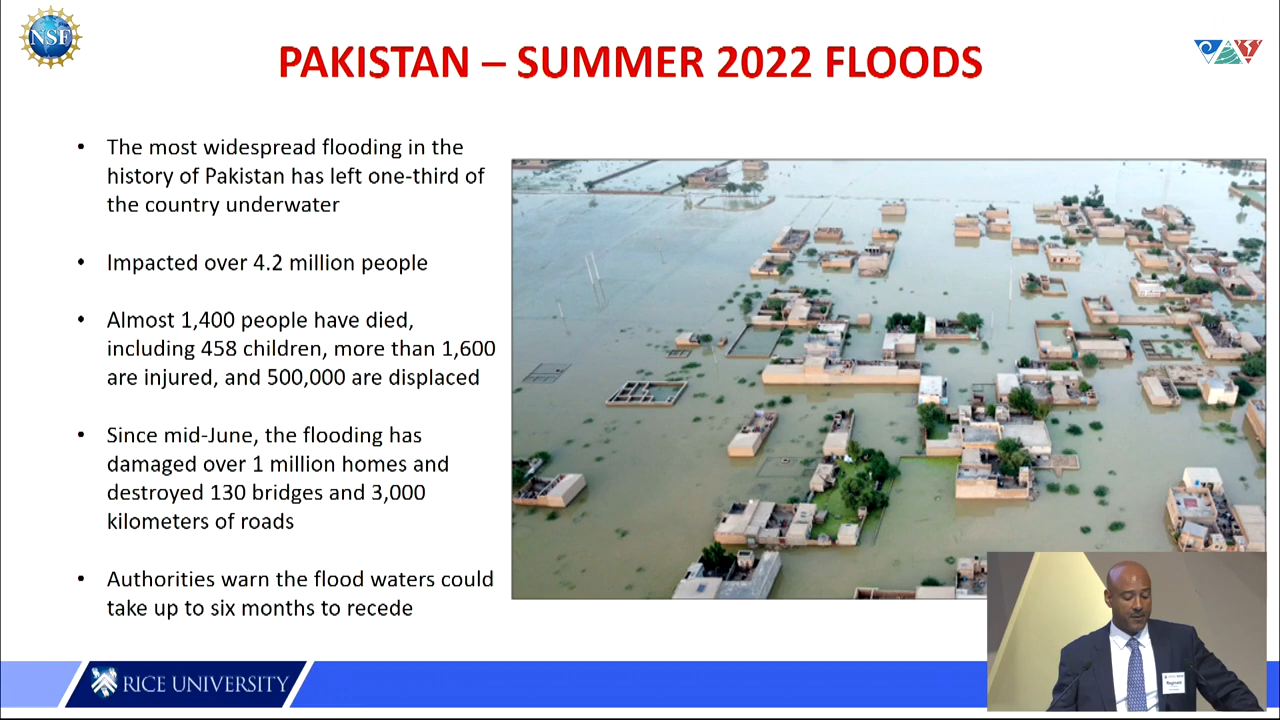 NSF
PAKISTAN – SUMMER 2022 FLOODS
• The most widespread flooding in the
history of Pakistan has left one-third of
the country underwater
• Impacted over 4.2 million people
• Almost 1,400 people have died,
including 458 children, more than 1,600
are injured, and 500,000 are displaced
• Since mid-June, the flooding has
damaged over 1 million homes and
destroyed 130 bridges and 3,000
kilometers of roads
• Authorities warn the flood waters could
take up to six months to recede
RICE UNIVERSITY
Reginald